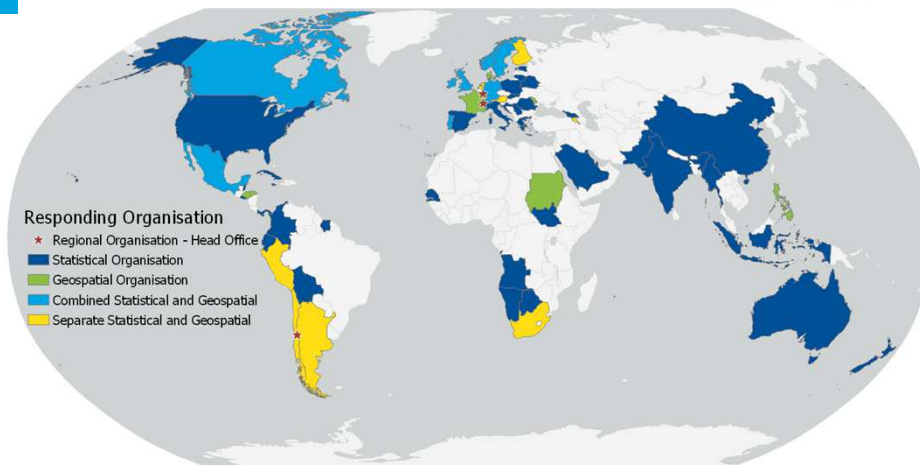 Responding Organisation
Regional Organisation - Head Office
Statistical Organisation
Geospatial Organisation
Combined Statistical and Geospatial
Separate Statistical and Geospatial